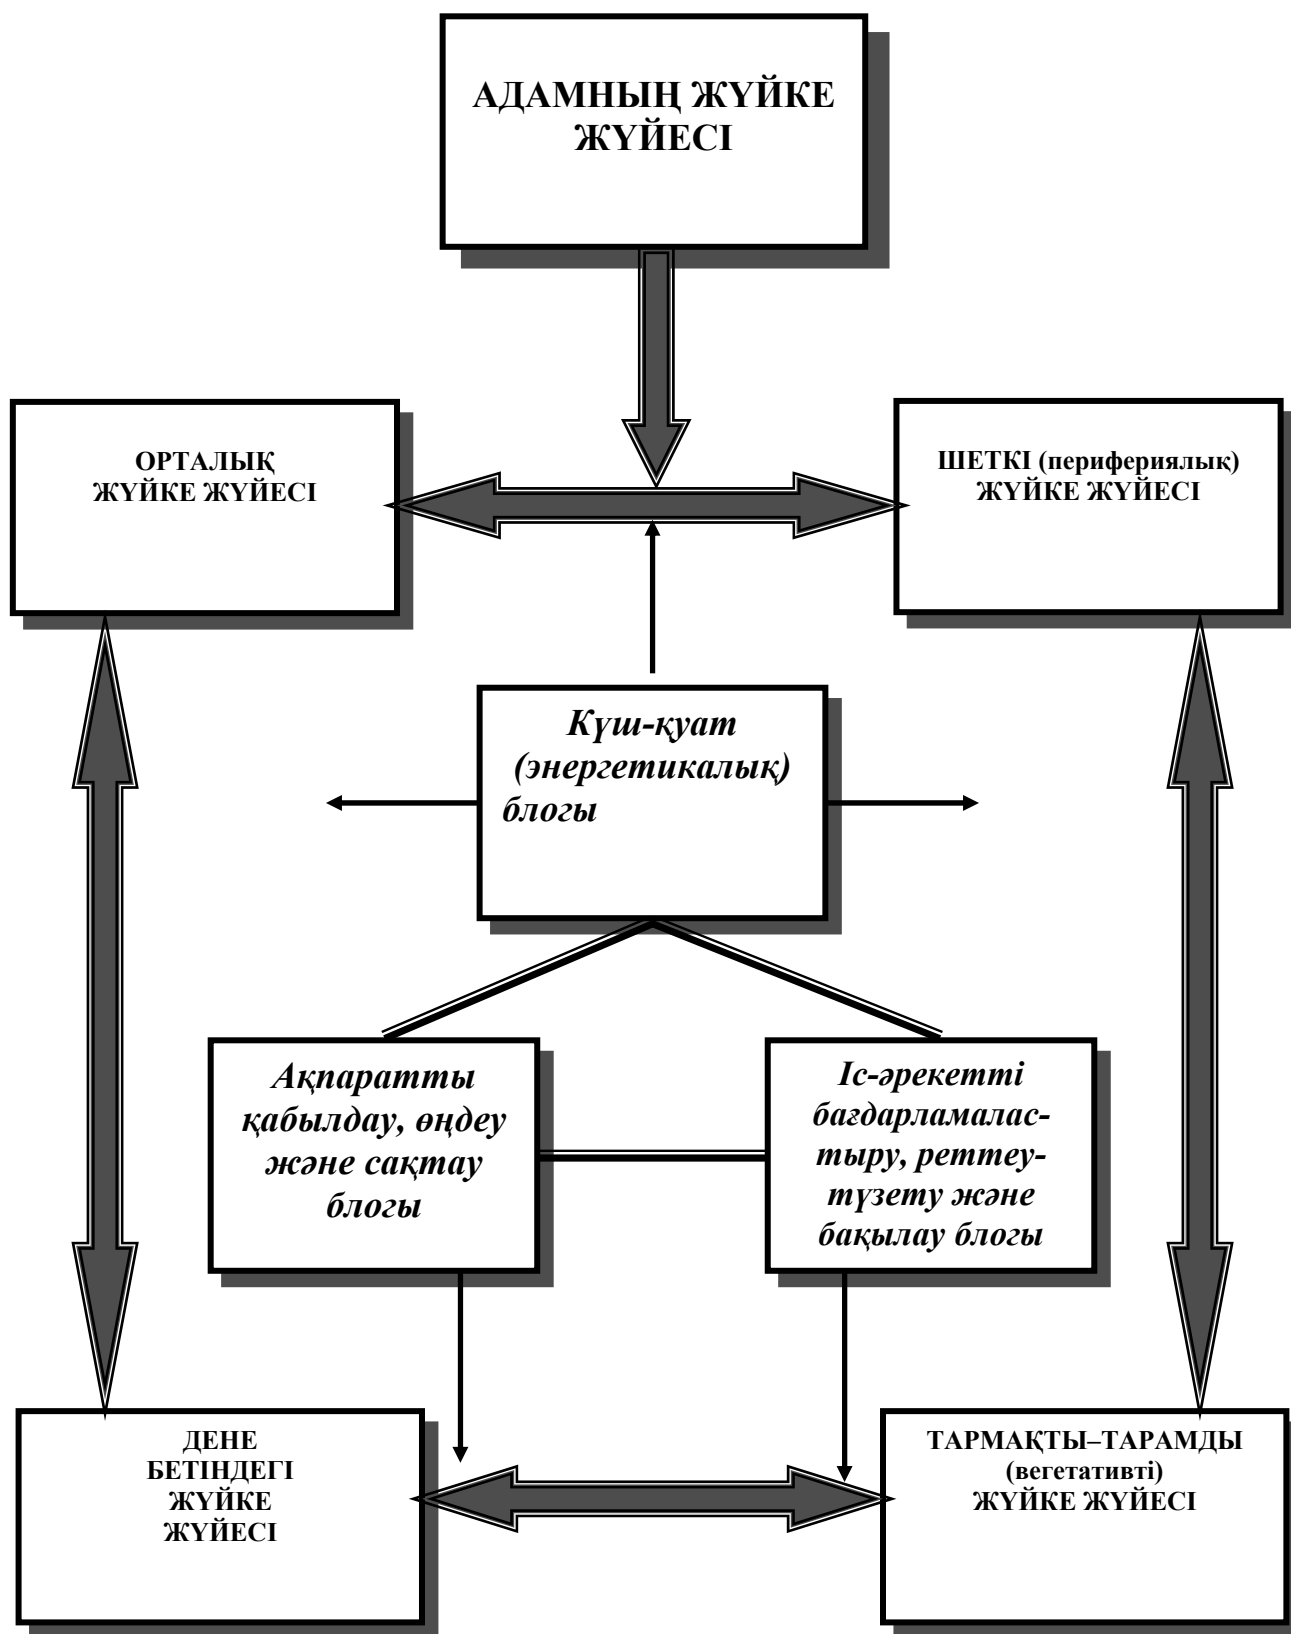 АДАМНЫҢ ЖҮЙКЕ
ЖҮЙЕСІ
ОРТАЛЫҚ
ЖҮЙКЕ ЖҮЙЕСІ
ШЕТКІ (перифериялық)
ЖҮЙКЕ ЖҮЙЕСІ
Күш-қуат
(энергетикалық)
блогы
Ақпаратты
қабылдау, өңдеу
және сақтау
блогы
Іс-әрекетті
бағдарламалас-
тыру, реттеу-
түзету және
бақылау блогы
ДЕНЕ
БЕТІНДЕГІ
ЖҮЙКЕ
ЖҮЙЕСІ
ТАРМАҚТЫ–ТАРАМДЫ
(вегетативті)
ЖҮЙКЕ ЖҮЙЕСІ